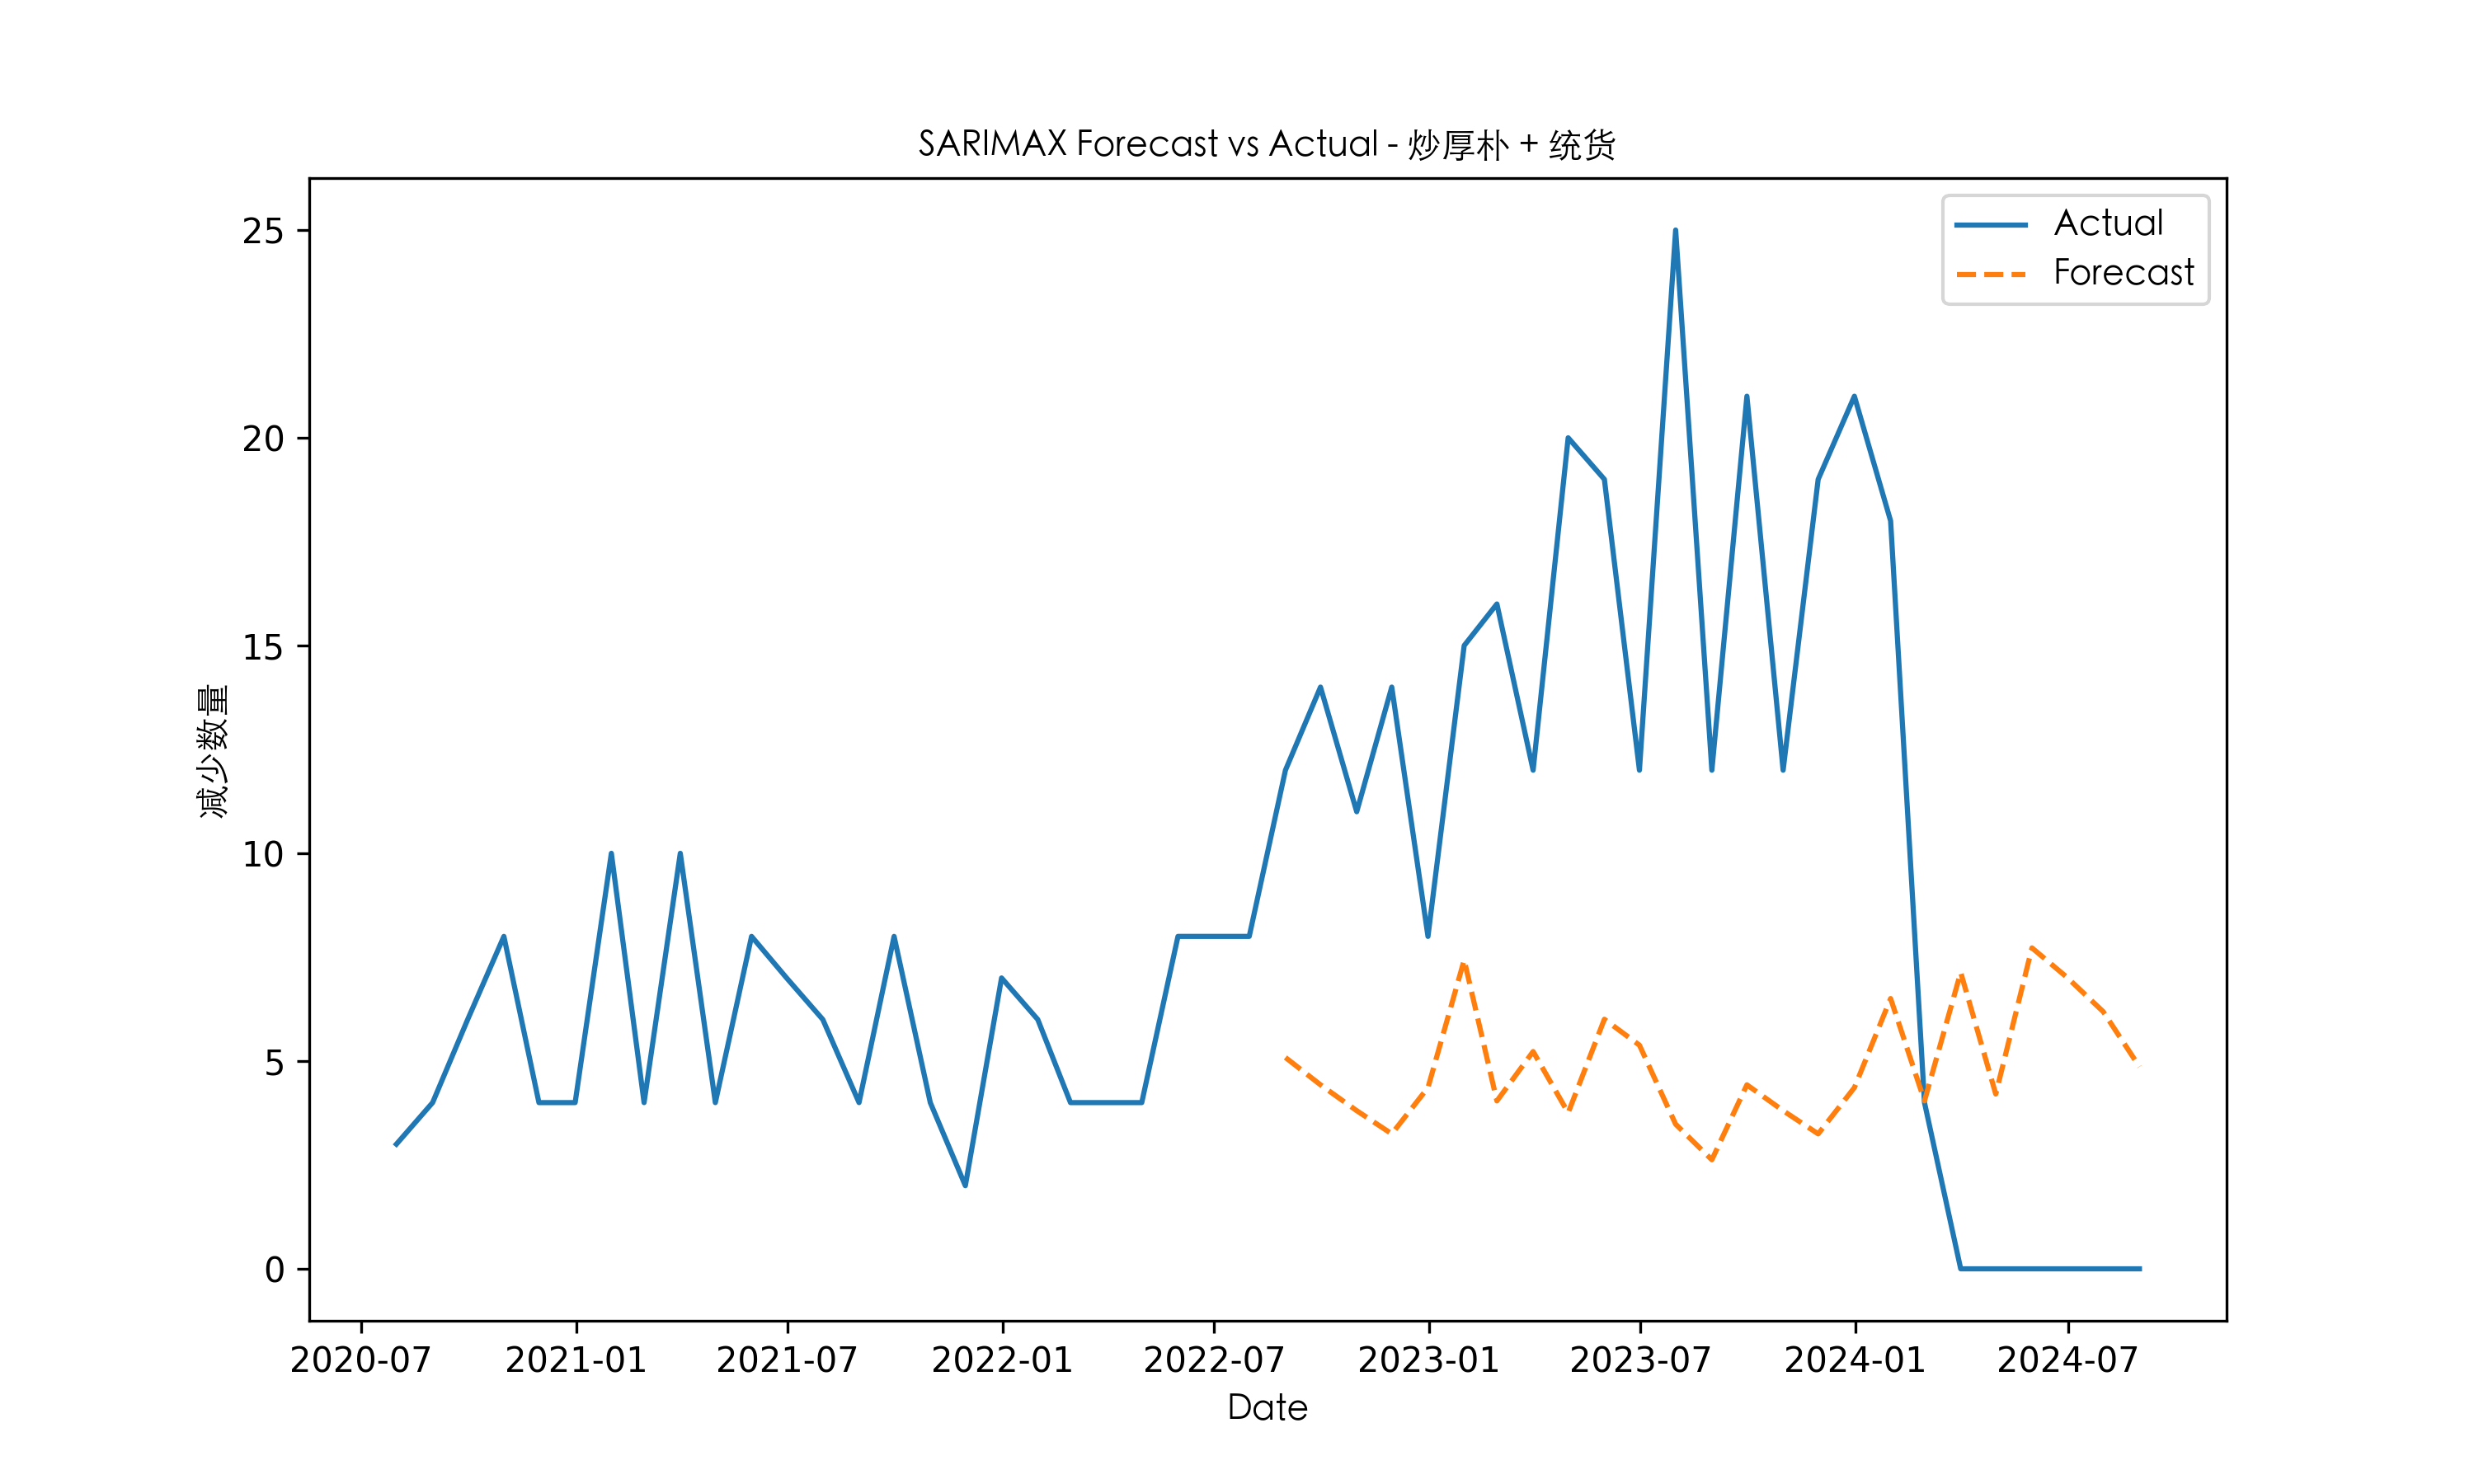 SARIMAX Forecast vs Actual - 炒厚朴 + 统货
Actual
Forecast
减少数量
25
20
15
10
5
0
2020-07 2021-01 2021-07 2022-01 2022-07 2023-01 2023-07 2024-01 2024-07
Date